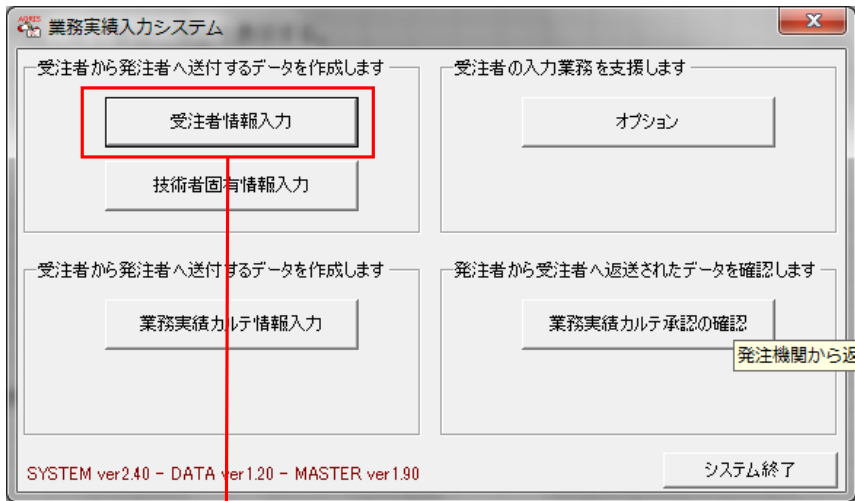 業務実績入力システム
受注者から発注者へ送付するデータを作成します
受注者情報入力
技術者固有情報入力
受注者の入力業務を支援します
オプション
受注者から発注者へ送付するデータを作成します
業務実績カルテ情報入力
発注者から受注者へ返送されたデータを確認します
業務実績カルテ承認の確認
発注機関から返
SYSTEM ver2.40 - DATA ver1.20 - MASTER ver1.90
システム終了